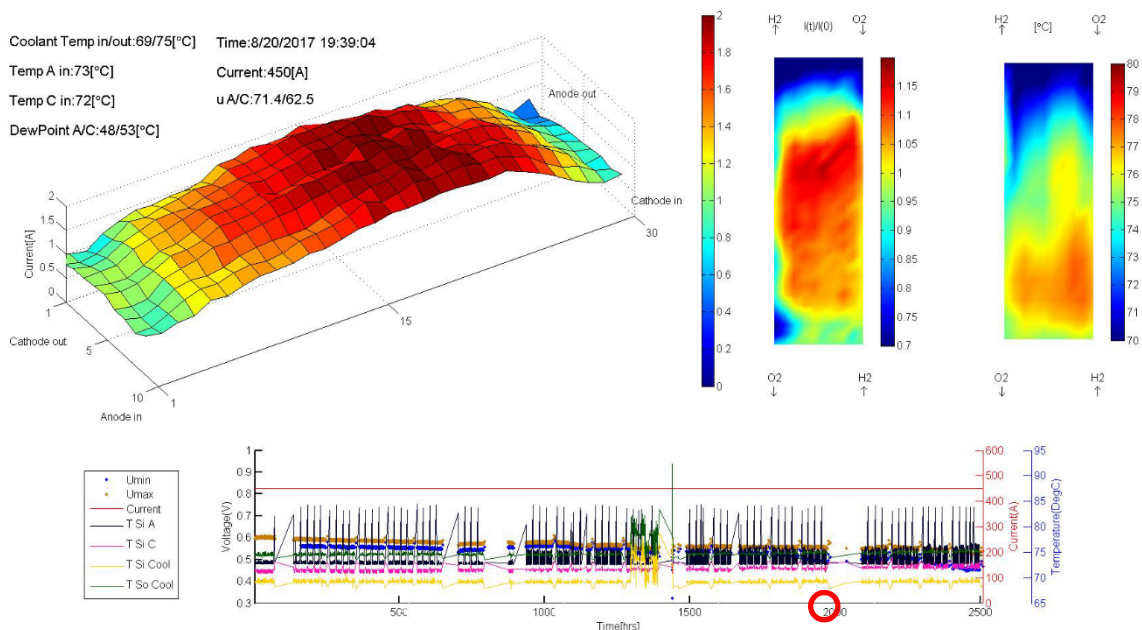 Coolant Temp in/out:69/75[°C]
Time:8/20/2017 19:39:04
Temp A in:73[°C]
Current:450[A]
Temp C in:72[°C]
u A/C:71.4/62.5
DewPoint A/C:48/53[°C]
Anode out
Cathode in
30
15
Current[A]
2
1.5
1
0.5
0
1
Cathode out
5
10
1
Anode in
2
1.8
1.6
1.4
1.2
1
0.8
0.6
0.4
0.2
0
H2
I(t)/I(0)
O2
1.15
1.1
1.05
1
0.95
0.9
0.85
0.8
0.75
0.7
O2
H2
H2
[°C]
O2
80
79
78
77
76
75
74
73
72
71
70
O2
H2
Umin
Umax
Current
T Si A
T Si C
T Si Cool
T So Cool
Voltage(V)
1
0.9
0.8
0.7
0.6
0.5
0.4
0.3
500
1000
1500
2000
2500
Time[hrs]
600
500
400
300
200
100
0
Current(A)
95
90
85
80
75
70
65
Temperature(DegC)